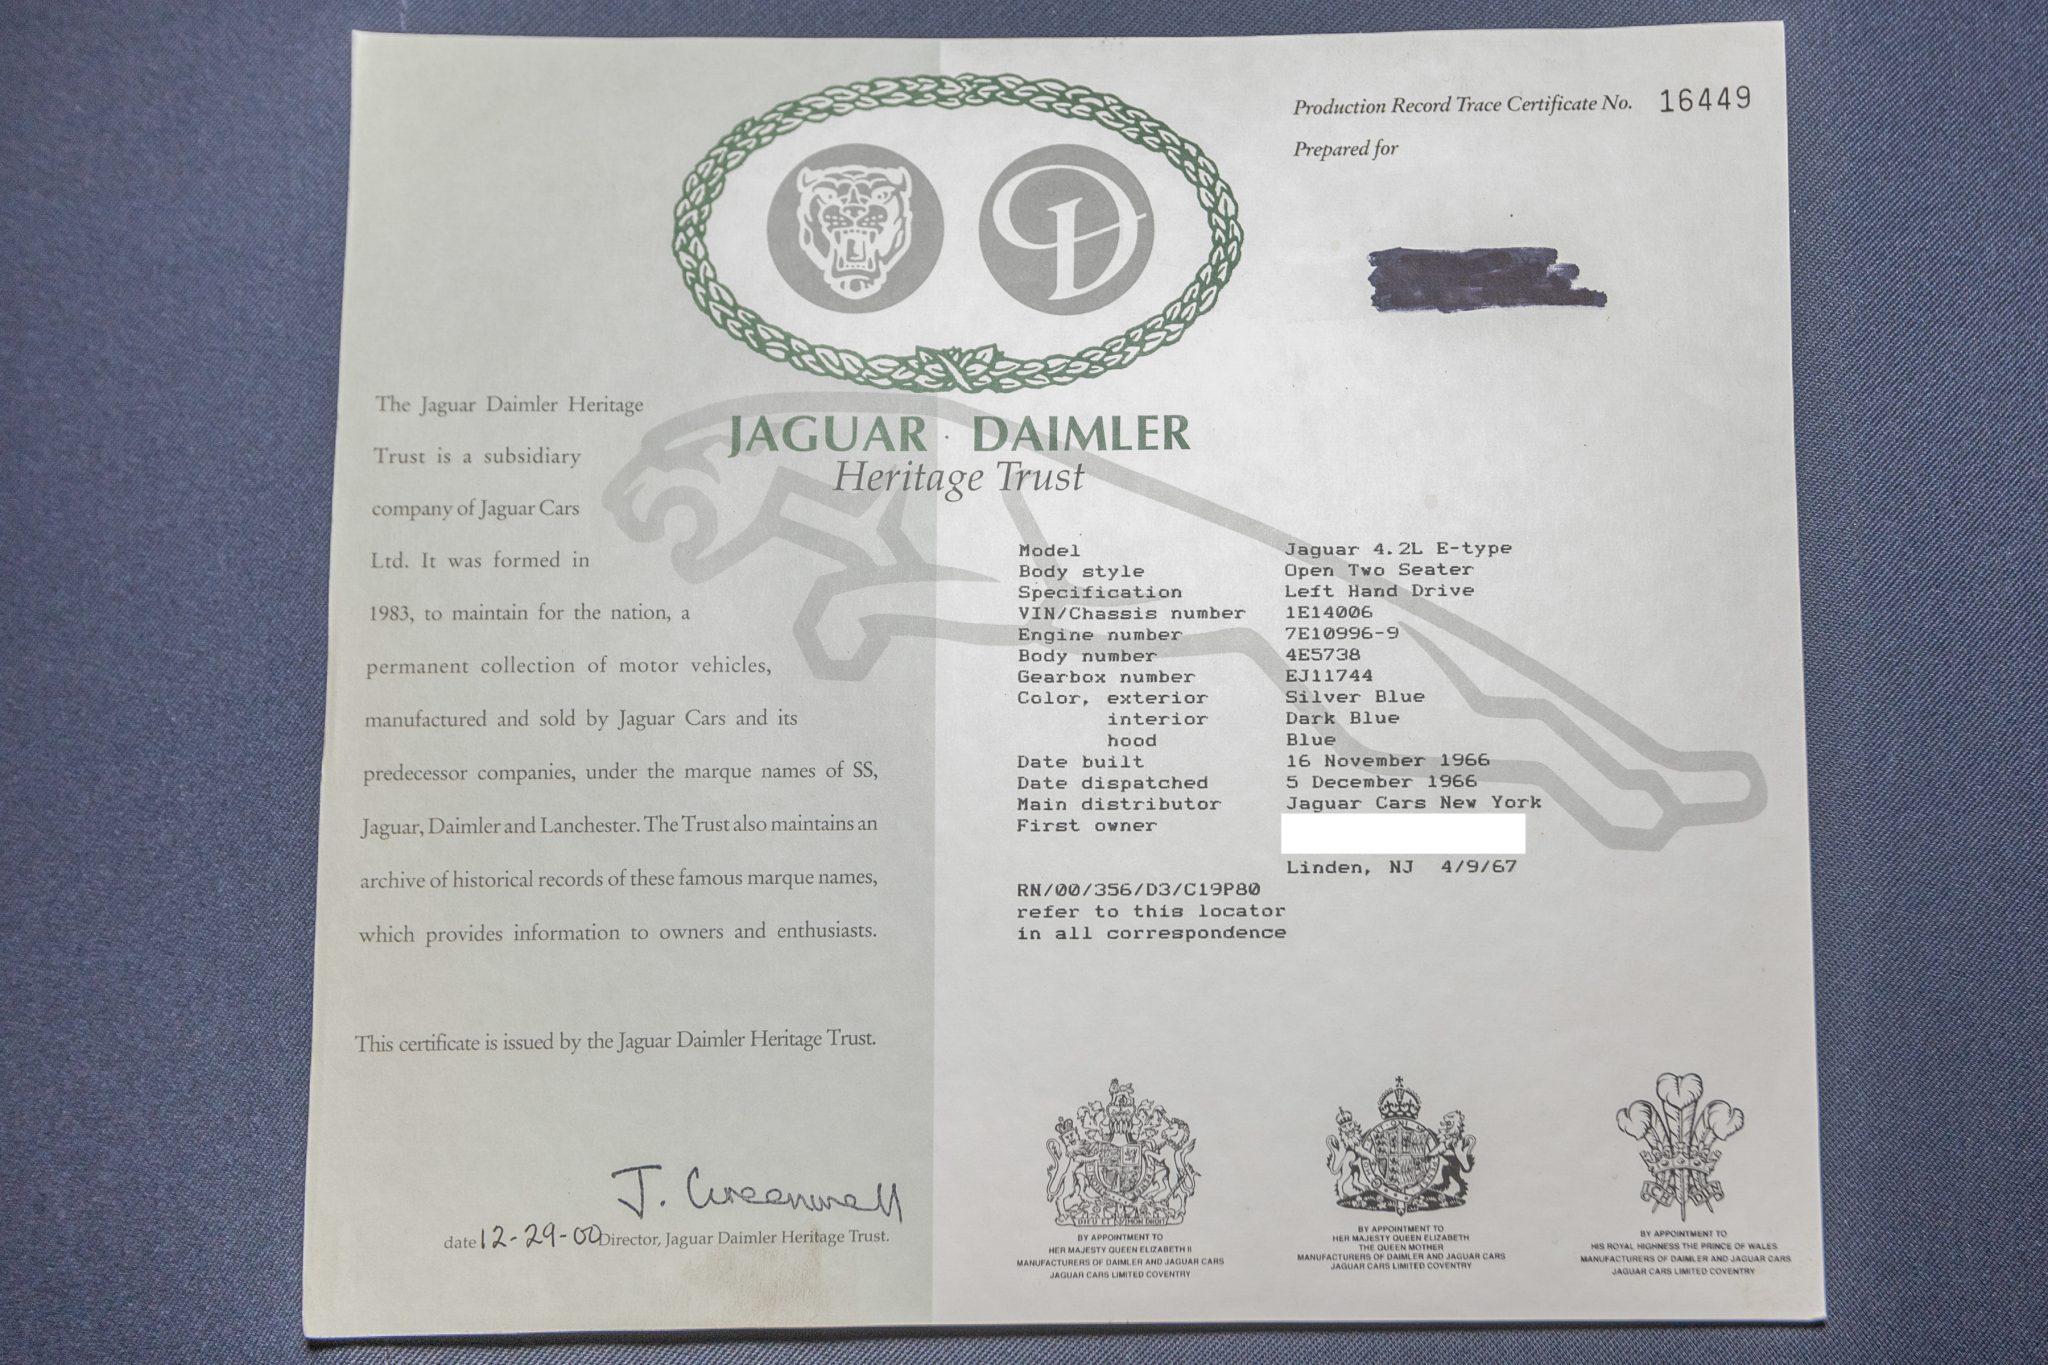 Production Record Trace Certificate No. 16449
Prepared for
JAGUAR · DAIMLER
Heritage Trust
The Jaguar Daimler Heritage
Trust is a subsidiary
company of Jaguar Cars
Ltd. It was formed in
1983, to maintain for the nation, a
permanent collection of motor vehicles,
manufactured and sold by Jaguar Cars and its
predecessor companies, under the marque names of SS,
Jaguar, Daimler and Lanchester. The Trust also maintains an
archive of historical records of these famous marque names,
which provides information to owners and enthusiasts.
This certificate is issued by the Jaguar Daimler Heritage Trust.
J. Greenwell
date 12-29-00 Director, Jaguar Daimler Heritage Trust.
Model Jaguar 4.2L E-type
Body style Open Two Seater
Specification Left Hand Drive
VIN/Chassis number 1E14006
Engine number 7E10996-9
Body number 4E5738
Gearbox number EJ11744
Color, exterior Silver Blue
interior Dark Blue
hood Blue
Date built 16 November 1966
Date dispatched 5 December 1966
Main distributor Jaguar Cars New York
First owner
Linden, NJ 4/9/67
RN/00/356/D3/C19P80
refer to this locator
in all correspondence
DIEU ET MON DROIT
BY APPOINTMENT TO
HER MAJESTY QUEEN ELIZABETH II
MANUFACTURERS OF DAIMLER AND JAGUAR CARS
JAGUAR CARS LIMITED COVENTRY
BY APPOINTMENT TO
HER MAJESTY QUEEN ELIZABETH
THE QUEEN MOTHER
MANUFACTURERS OF DAIMLER AND JAGUAR CARS
JAGUAR CARS LIMITED COVENTRY
BY APPOINTMENT TO
HIS ROYAL HIGHNESS THE PRINCE OF WALES
MANUFACTURERS OF DAIMLER AND JAGUAR CARS
JAGUAR CARS LIMITED COVENTRY